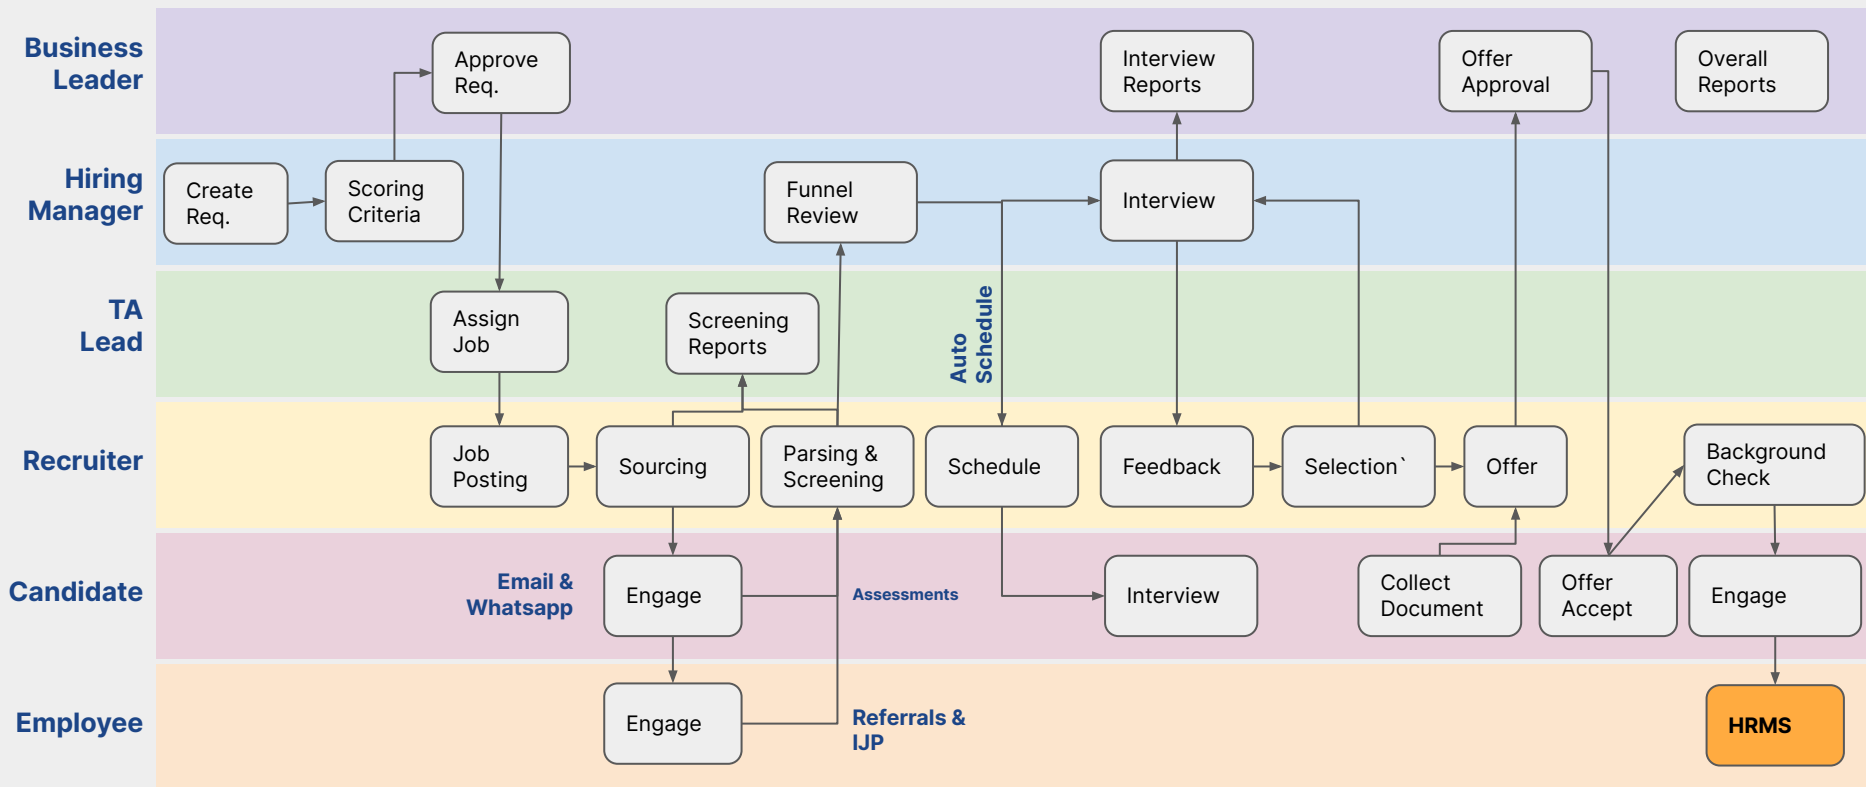 Business
Leader
Approve
Req.
Interview
Reports
Offer
Approval
Overall
Reports
Hiring
Manager
Create
Req.
Scoring
Criteria
Funnel
Review
Interview
TA
Lead
Assign
Job
Screening
Reports
Auto
Schedule
Recruiter
Job
Posting
Sourcing
Parsing &
Screening
Schedule
Feedback
Selection`
Offer
Background
Check
Candidate
Email &
Whatsapp
Engage
Assessments
Interview
Collect
Document
Offer
Accept
Engage
Employee
Engage
Referrals &
IJP
HRMS